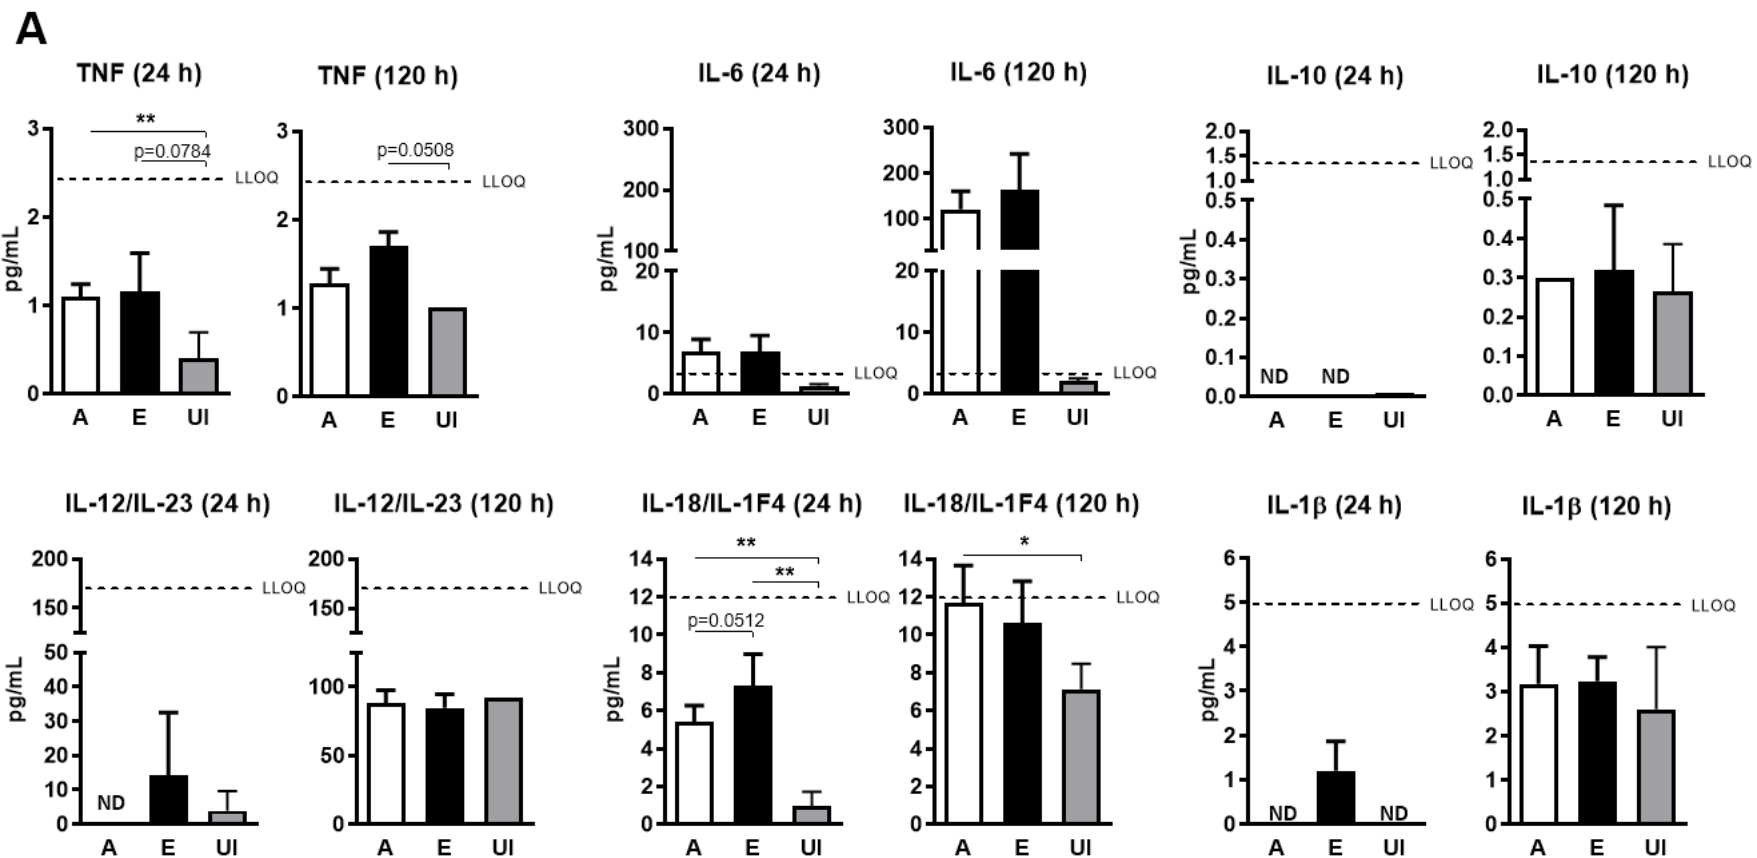 A
TNF (24 h)
TNF (120 h)
IL-6 (24 h)
IL-6 (120 h)
IL-10 (24 h)
IL-10 (120 h)
pg/mL
3
2
1
0
**
p=0.0784
LLOQ
A E UI
3
2
1
0
p=0.0508
LLOQ
A E UI
pg/mL
300
200
100
20
10
0
LLOQ
A E UI
300
200
100
20
10
0
LLOQ
A E UI
pg/mL
2.0
1.5
1.0
0.5
0.4
0.3
0.2
0.1
0.0
LLOQ
ND ND
A E UI
2.0
1.5
1.0
0.5
0.4
0.3
0.2
0.1
0.0
LLOQ
A E UI
IL-12/IL-23 (24 h)
IL-12/IL-23 (120 h)
IL-18/IL-1F4 (24 h)
IL-18/IL-1F4 (120 h)
IL-1β (24 h)
IL-1β (120 h)
pg/mL
200
150
50
40
30
20
10
0
LLOQ
ND
A E UI
200
150
100
50
0
LLOQ
A E UI
pg/mL
14
12
10
8
6
4
2
0
**
**
LLOQ
p=0.0512
A E UI
14
12
10
8
6
4
2
0
*
LLOQ
A E UI
pg/mL
6
5
4
3
2
1
0
LLOQ
ND ND
A E UI
6
5
4
3
2
1
0
LLOQ
A E UI